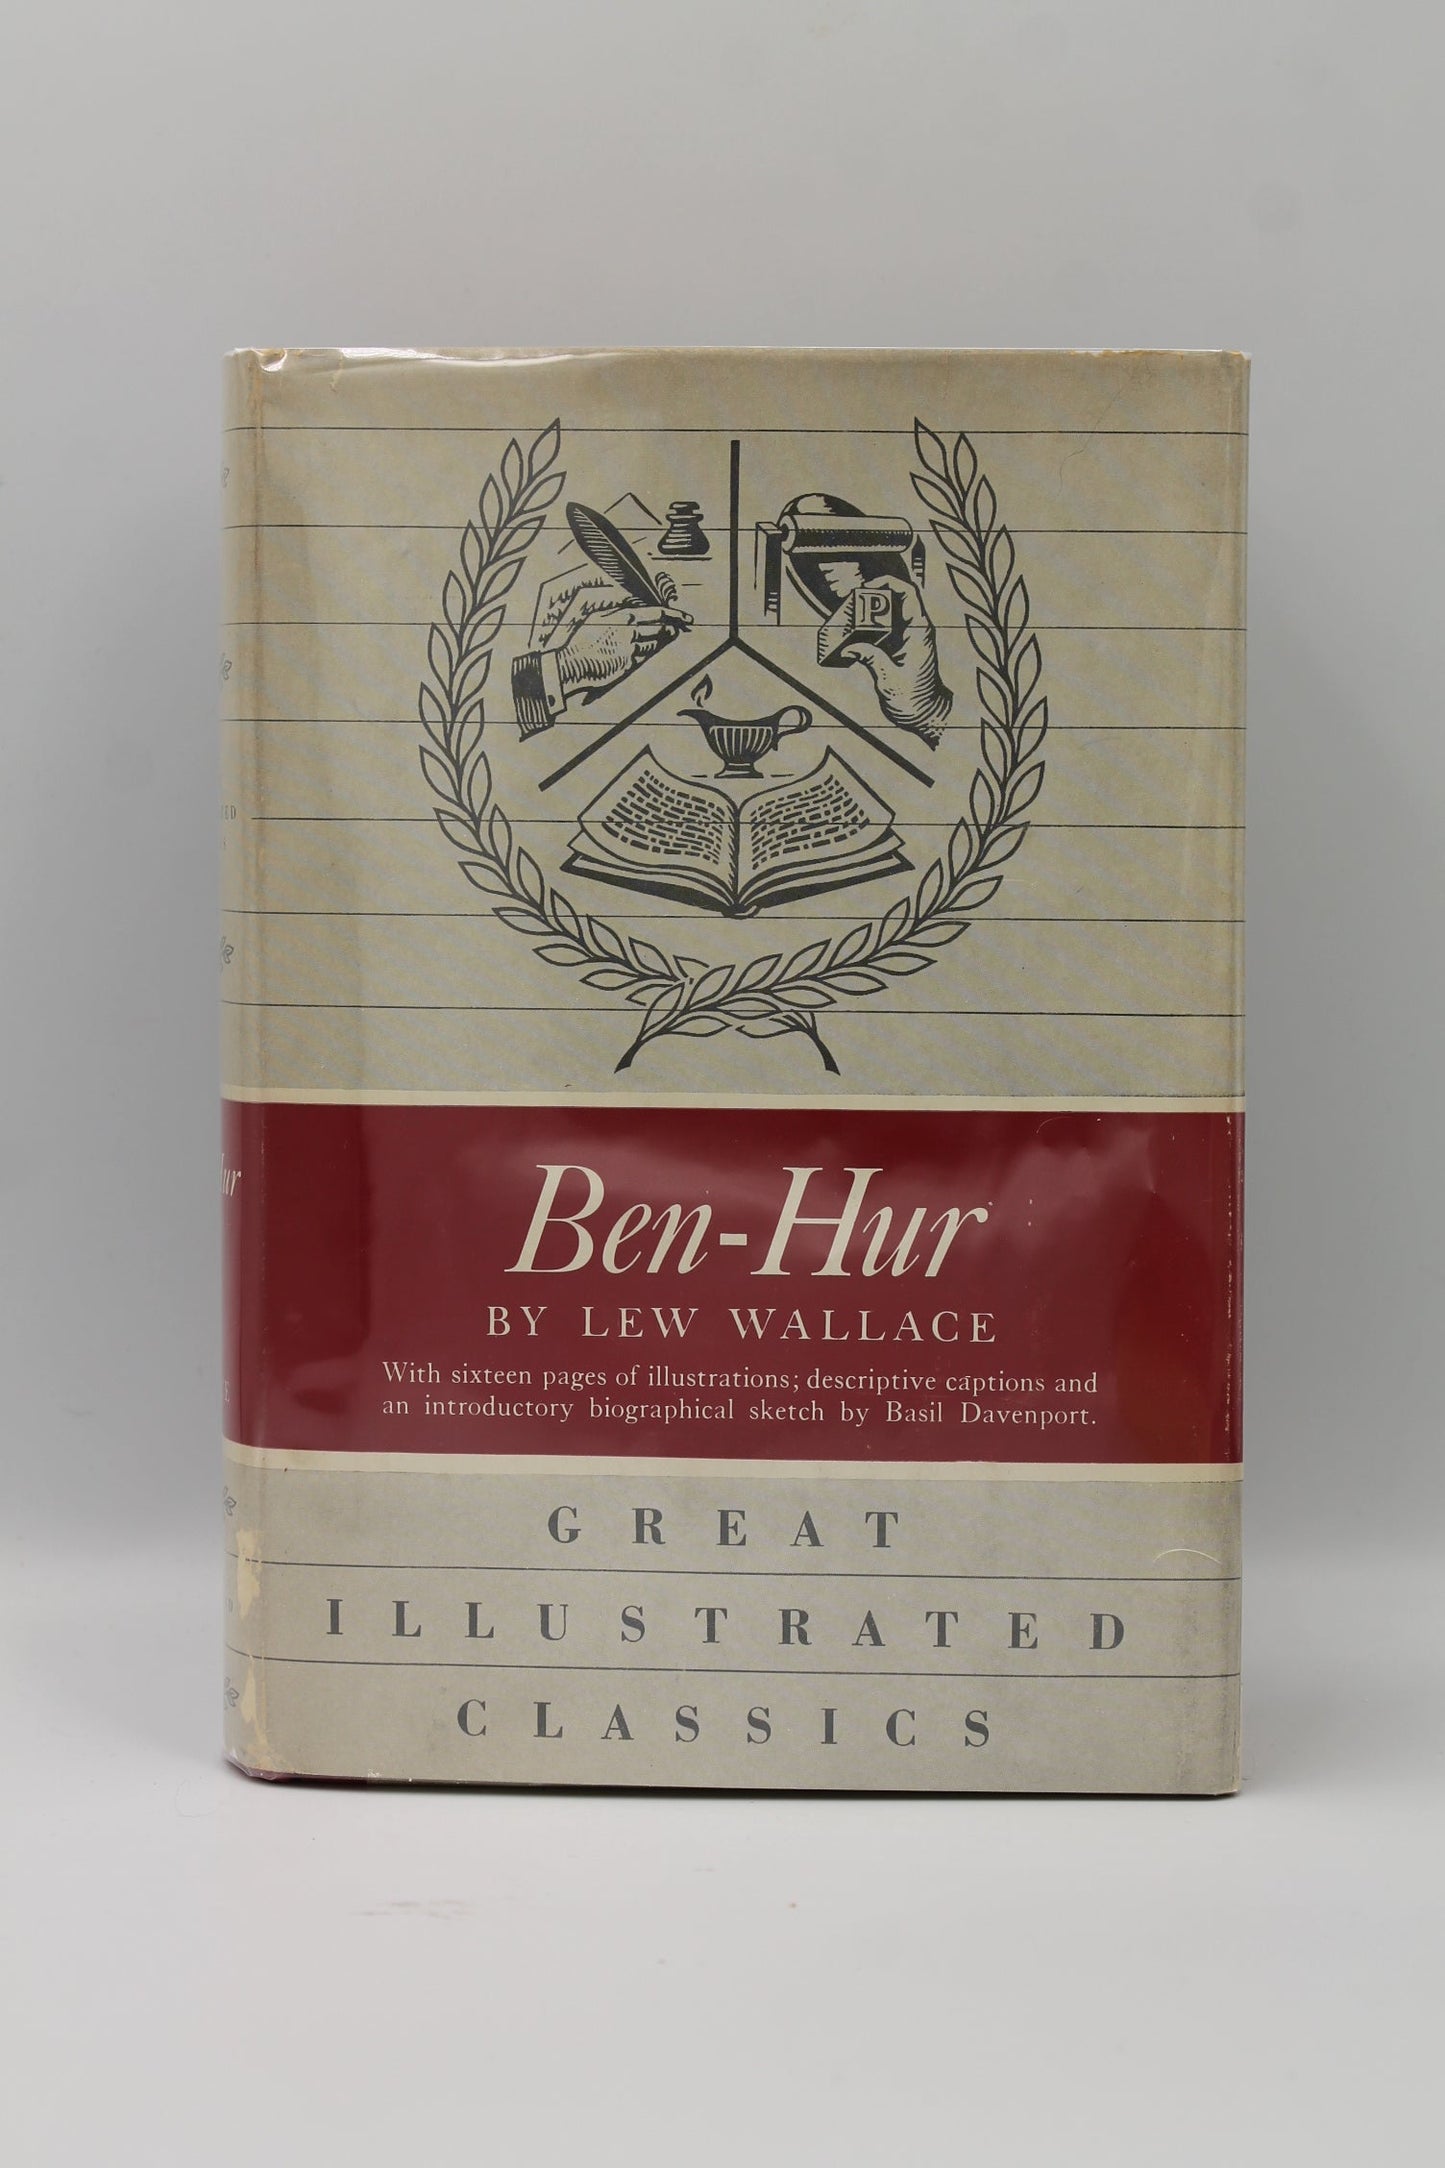 P
Ben-Hur
BY LEW WALLACE
With sixteen pages of illustrations; descriptive captions and
an introductory biographical sketch by Basil Davenport.
GREAT
ILLUSTRATED
CLASSICS